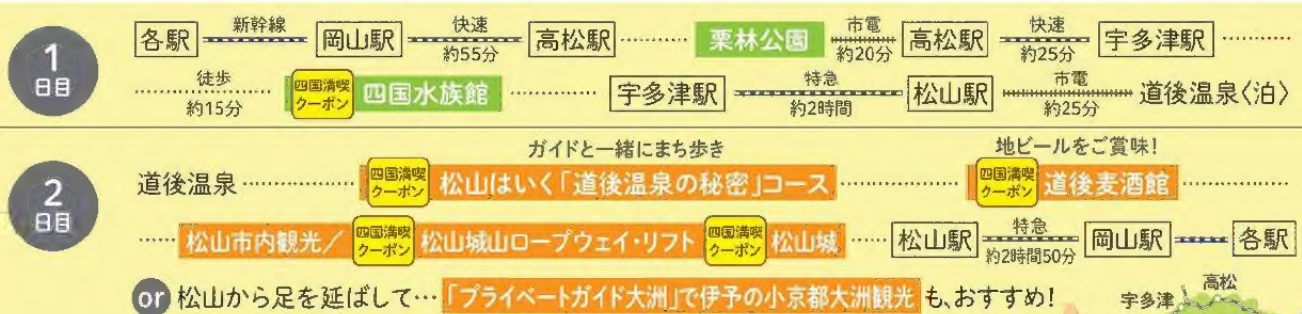 1
日目
新幹線 快速 市電 快速
各駅 岡山駅 高松駅 栗林公園 高松駅 宇多津駅
約55分 約20分 約25分
徒歩 特急 市電
四国満喫クーポン 四国水族館 宇多津駅 松山駅 道後温泉〈泊〉
約15分 約2時間 約25分
2
日目
ガイドと一緒にまち歩き 地ビールをご賞味!
道後温泉 四国満喫クーポン 松山はいく「道後温泉の秘密」コース 四国満喫クーポン 道後麦酒館
特急
松山市内観光/ 四国満喫クーポン 松山城山ロープウェイ・リフト 四国満喫クーポン 松山城 松山駅 岡山駅 各駅
約2時間50分
or 松山から足を延ばして…「プライベートガイド大洲」で伊予の小京都大洲観光 も、おすすめ!
高松
宇多津